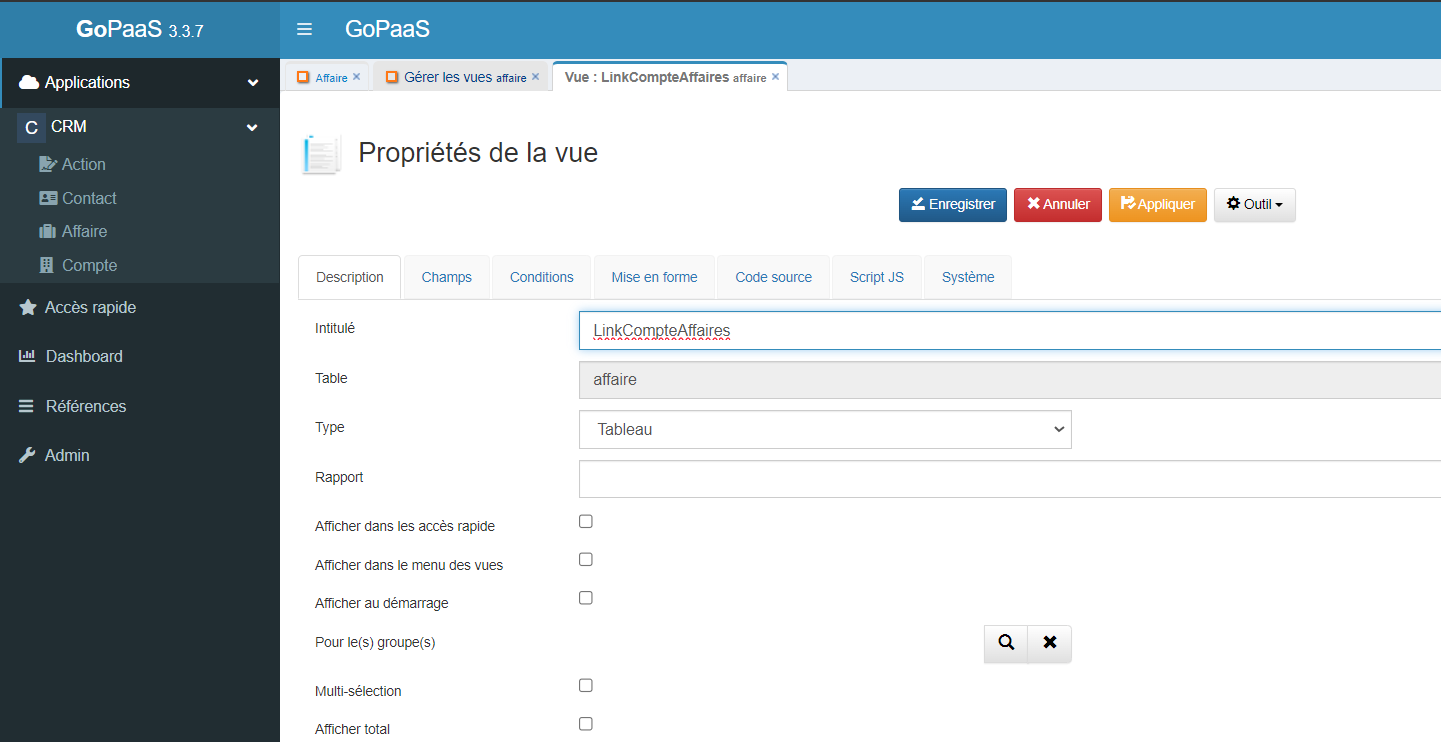 GoPaaS 3.3.7
GoPaaS
Applications
C CRM
Action
Contact
Affaire
Compte
Accès rapide
Dashboard
Références
Admin
Affaire ×
Gérer les vues affaire ×
Vue : LinkCompteAffaires affaire ×
Propriétés de la vue
Enregistrer
Annuler
Appliquer
Outil
Description
Champs
Conditions
Mise en forme
Code source
Script JS
Système
Intitulé
LinkCompteAffaires
Table
affaire
Type
Tableau
Rapport
Afficher dans les accès rapide
Afficher dans le menu des vues
Afficher au démarrage
Pour le(s) groupe(s)
Multi-sélection
Afficher total